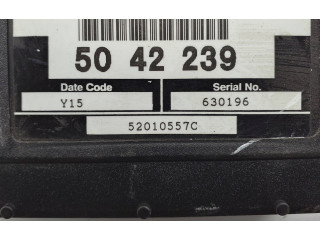 50 42 239
Date Code Serial No.
Y15 630196
52010557C